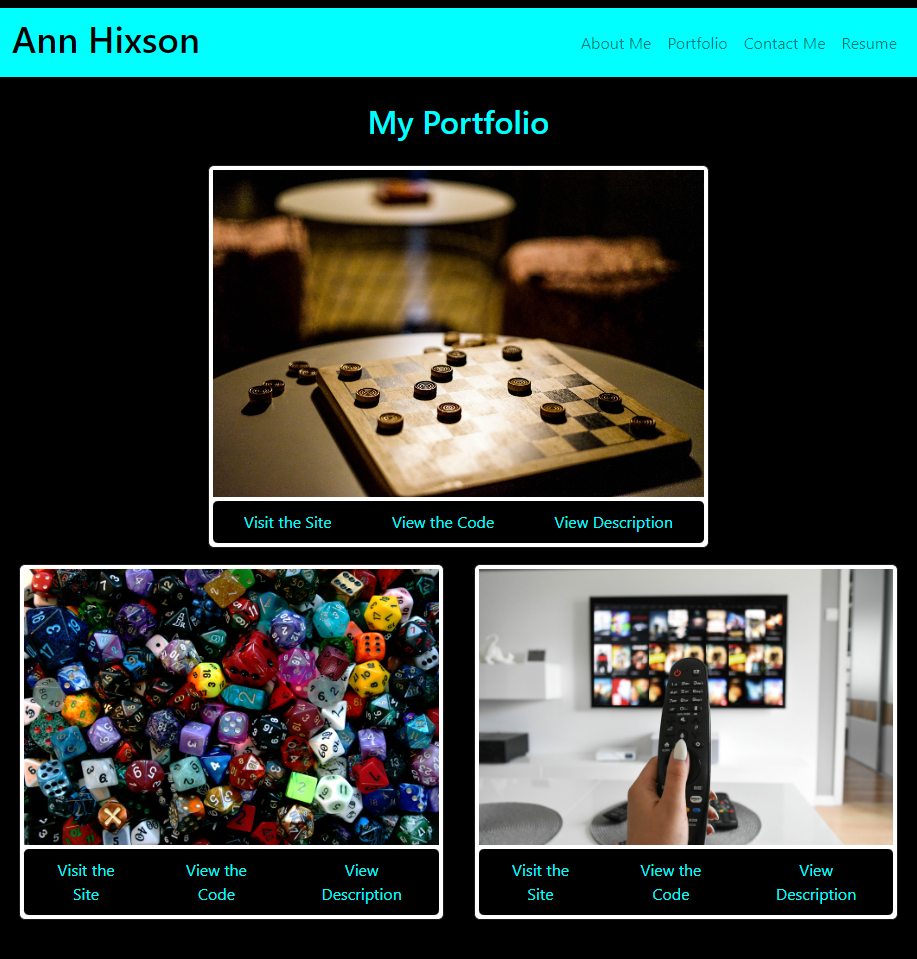 Ann Hixson
About Me Portfolio Contact Me Resume
My Portfolio
Visit the Site View the Code View Description
Visit the Site
View the Code
View Description
Visit the Site
View the Code
View Description